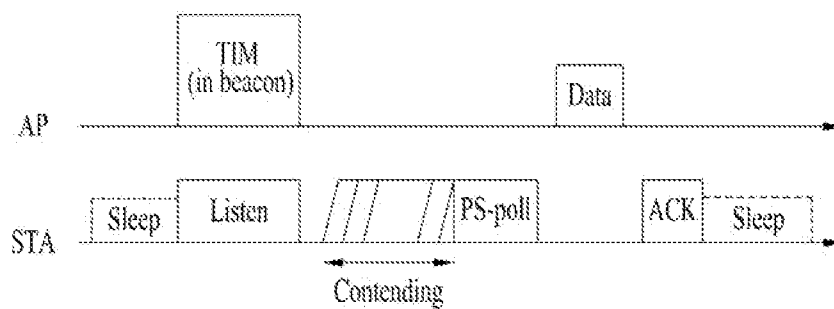 TIM
(in beacon)
Data
AP
Sleep
Listen
PS-poll
ACK
Sleep
STA
Contending